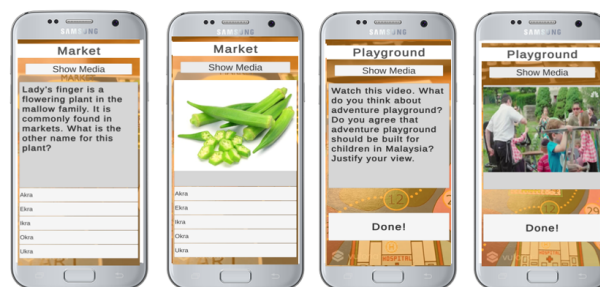 SAMSUNG
Market
Show Media
MARKET
Lady's finger is a
flowering plant in the
mallow family. It is
commonly found in
markets. What is the
other name for this
plant?
Akra
Ekra
Ikra
Okra
Ukra
SAMSUNG
Market
Show Media
Akra
Ekra
Ikra
Okra
Ukra
SAMSUNG
Playground
Show Media
Watch this video. What
do you think about
adventure playground?
Do you agree that
adventure playground
should be built for
children in Malaysia?
Justify your view.
12
Done!
HOSPITAL
SAMSUNG
Playground
Show Media
29
Done!